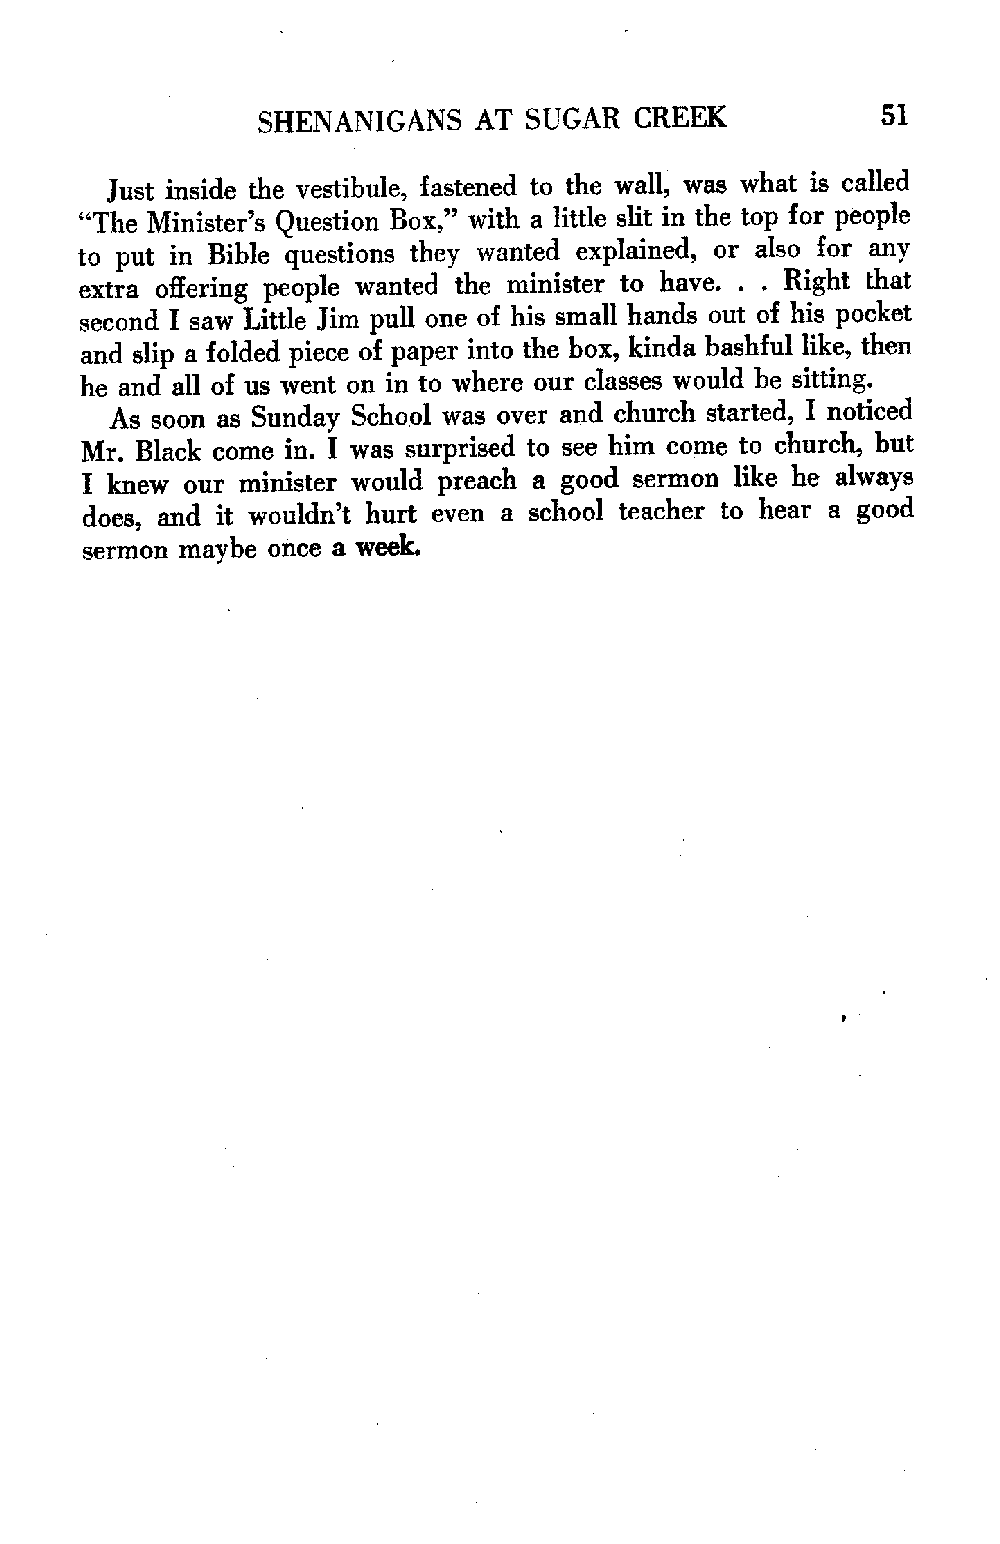 SHENANIGANS AT SUGAR CREEK 51
Just inside the vestibule, fastened to the wall, was what is called
“The Minister’s Question Box,” with a little slit in the top for people
to put in Bible questions they wanted explained, or also for any
extra offering people wanted the minister to have. . . Right that
second I saw Little Jim pull one of his small hands out of his pocket
and slip a folded piece of paper into the box, kinda bashful like, then
he and all of us went on in to where our classes would be sitting.
As soon as Sunday School was over and church started, I noticed
Mr. Black come in. I was surprised to see him come to church, but
I knew our minister would preach a good sermon like he always
does, and it wouldn’t hurt even a school teacher to hear a good
sermon maybe once a week.